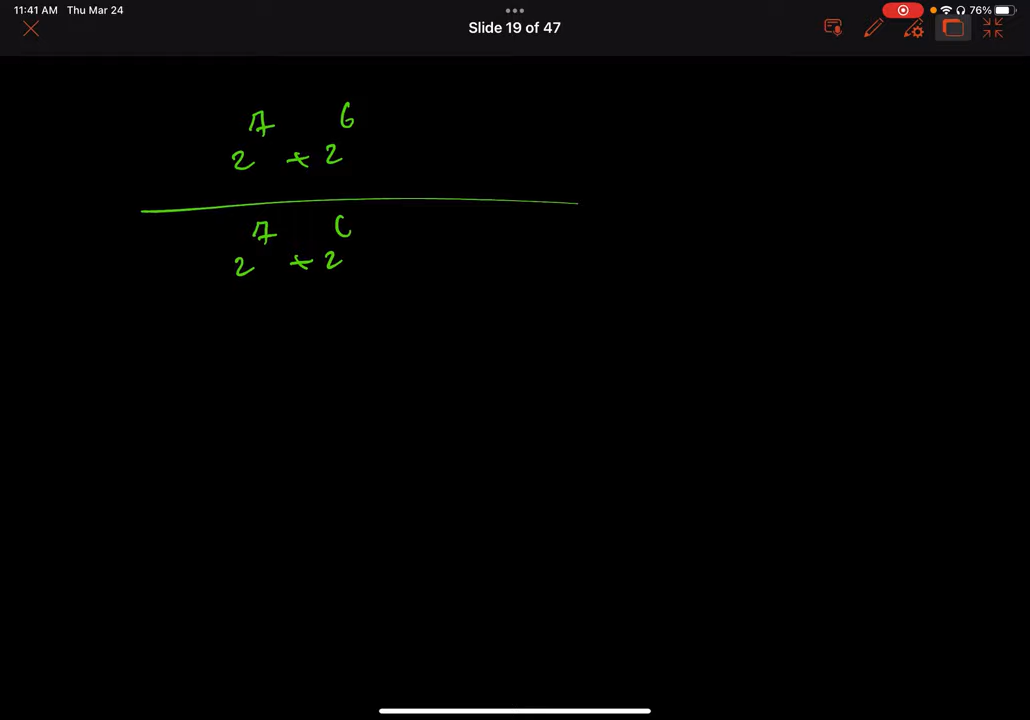 11:41 AM Thu Mar 24
76%
Slide 19 of 47
7 6
2 + 2
7 C
2 + 2